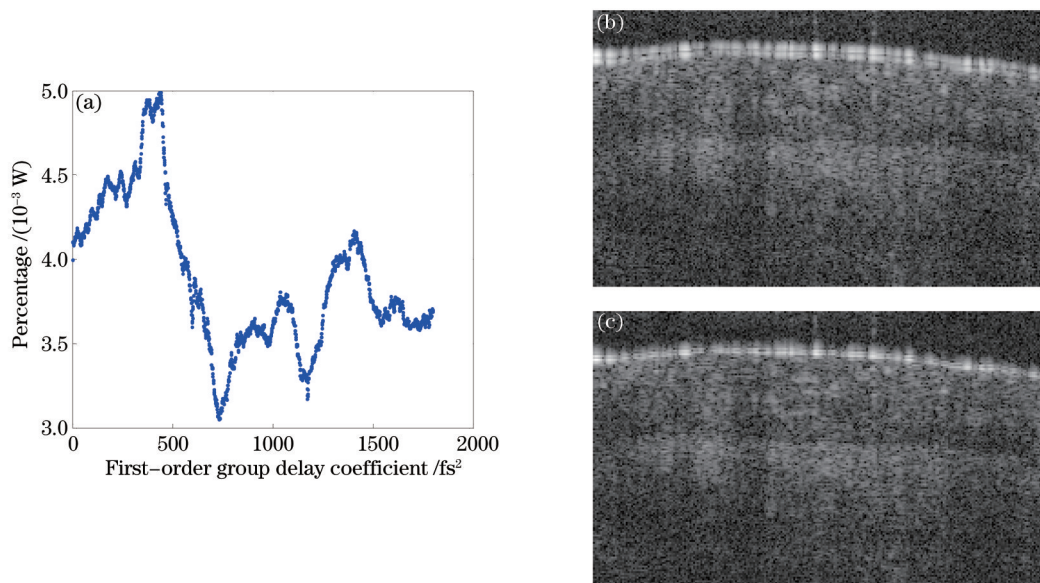 (a)
5.0
4.5
4.0
3.5
3.0
Percentage /(10⁻³ W)
0
500
1000
1500
2000
First-order group delay coefficient /fs²
(b)
(c)